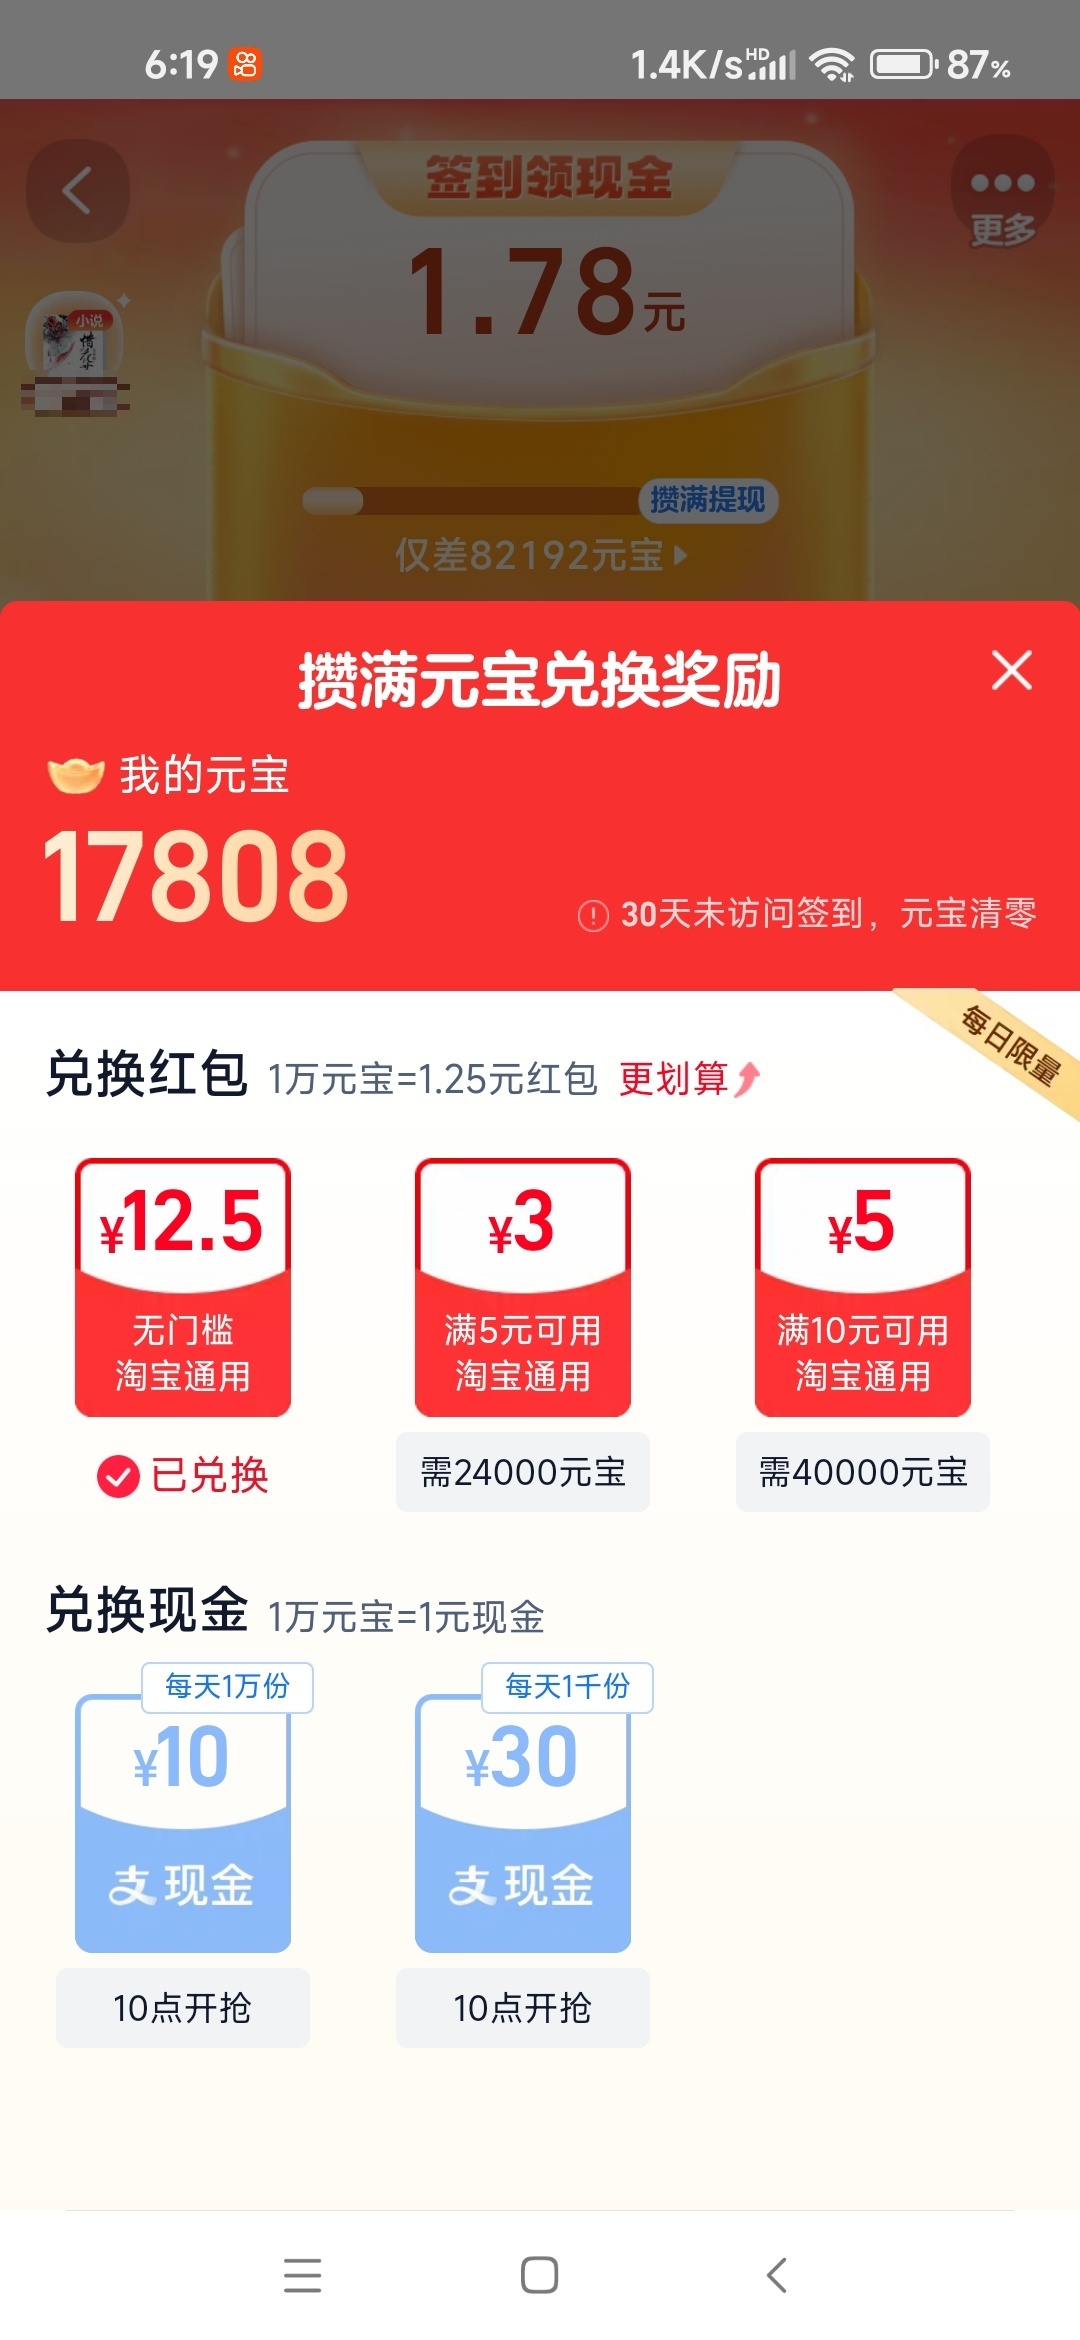 6:19 1.4K/s HD 87%
签到领现金
更多
1.78元
小说
惜花芷
攒满提现
仅差82192元宝
攒满元宝兑换奖励
我的元宝
17808
30天未访问签到，元宝清零
每日限量
兑换红包 1万元宝=1.25元红包 更划算
¥12.5 ¥3 ¥5
无门槛 满5元可用 满10元可用
淘宝通用 淘宝通用 淘宝通用
已兑换 需24000元宝 需40000元宝
兑换现金 1万元宝=1元现金
每天1万份 每天1千份
¥10 ¥30
支现金 支现金
10点开抢 10点开抢